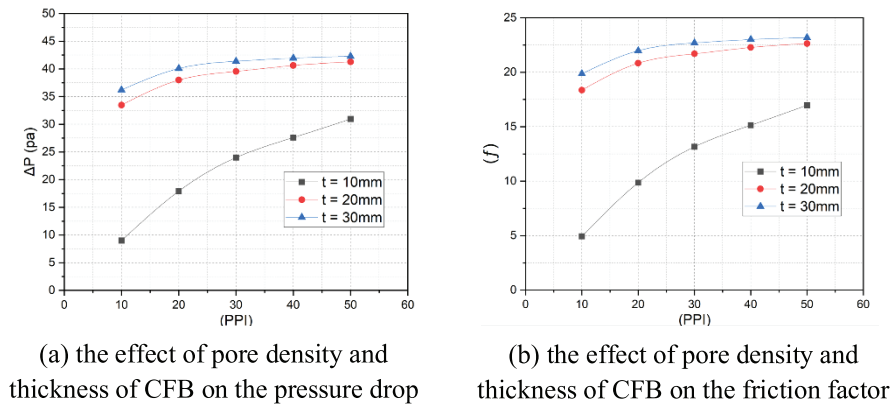 50
45
40
35
30
25
20
15
10
5
0
ΔP (pa)
t = 10mm
t = 20mm
t = 30mm
0 10 20 30 40 50 60
(PPI)
(a) the effect of pore density and
thickness of CFB on the pressure drop
25
20
15
10
5
0
(ƒ)
t = 10mm
t = 20mm
t = 30mm
0 10 20 30 40 50 60
(PPI)
(b) the effect of pore density and
thickness of CFB on the friction factor